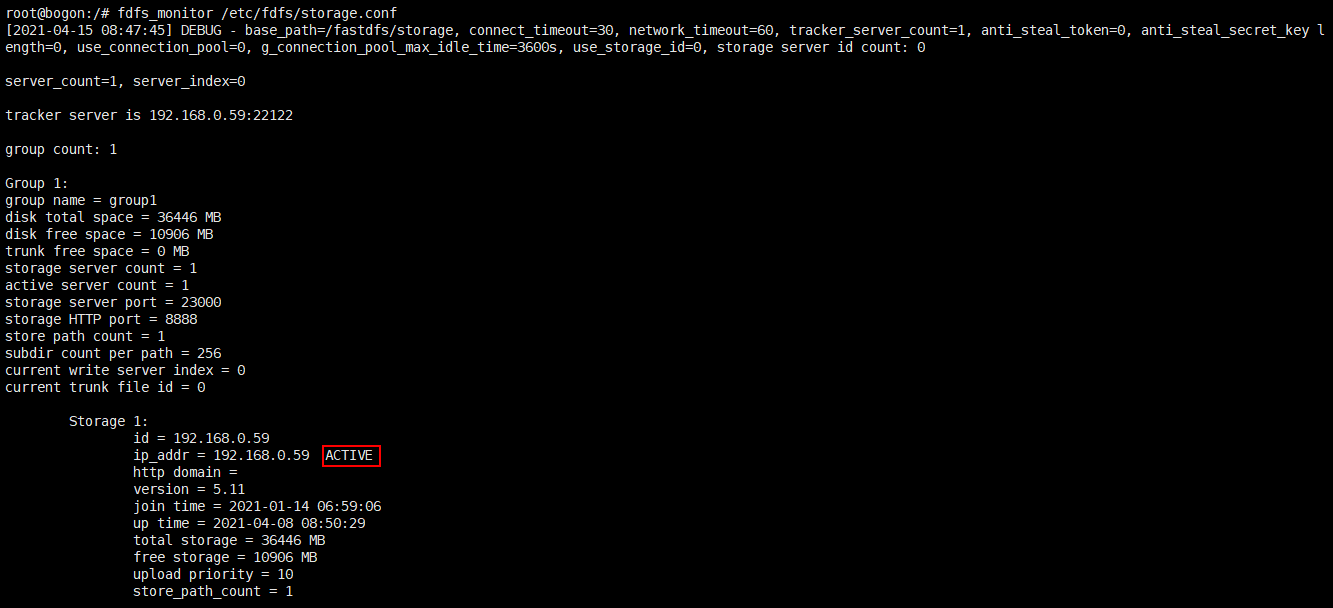 root@bogon:/# fdfs_monitor /etc/fdfs/storage.conf
[2021-04-15 08:47:45] DEBUG - base_path=/fastdfs/storage, connect_timeout=30, network_timeout=60, tracker_server_count=1, anti_steal_token=0, anti_steal_secret_key l
ength=0, use_connection_pool=0, g_connection_pool_max_idle_time=3600s, use_storage_id=0, storage server id count: 0
server_count=1, server_index=0
tracker server is 192.168.0.59:22122
group count: 1
Group 1:
group name = group1
disk total space = 36446 MB
disk free space = 10906 MB
trunk free space = 0 MB
storage server count = 1
active server count = 1
storage server port = 23000
storage HTTP port = 8888
store path count = 1
subdir count per path = 256
current write server index = 0
current trunk file id = 0
Storage 1:
id = 192.168.0.59
ip_addr = 192.168.0.59 ACTIVE
http domain =
version = 5.11
join time = 2021-01-14 06:59:06
up time = 2021-04-08 08:50:29
total storage = 36446 MB
free storage = 10906 MB
upload priority = 10
store_path_count = 1